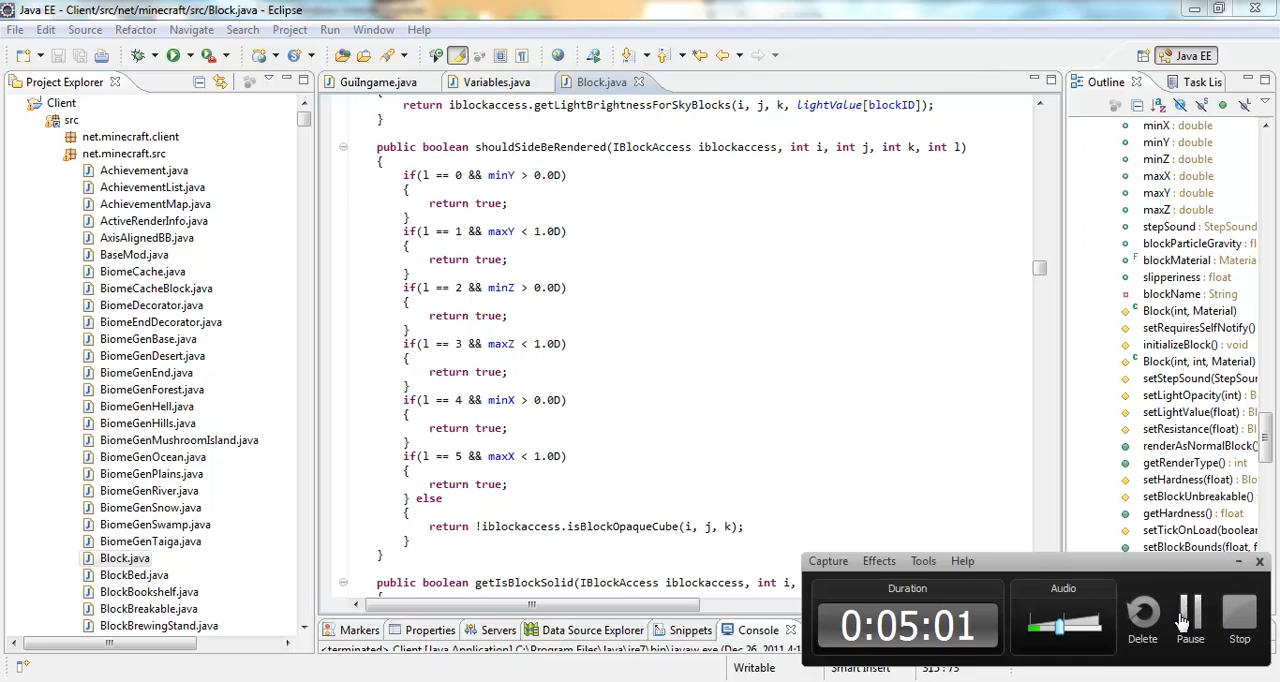 Java EE - Client/src/net/minecraft/src/Block.java - Eclipse
File Edit Source Refactor Navigate Search Project Run Window Help
Java EE
Project Explorer
GuiIngame.java
Variables.java
Block.java
Outline
Task Lis
Client
src
net.minecraft.client
net.minecraft.src
Achievement.java
AchievementList.java
AchievementMap.java
ActiveRenderInfo.java
AxisAlignedBB.java
BaseMod.java
BiomeCache.java
BiomeCacheBlock.java
BiomeDecorator.java
BiomeEndDecorator.java
BiomeGenBase.java
BiomeGenDesert.java
BiomeGenEnd.java
BiomeGenForest.java
BiomeGenHell.java
BiomeGenHills.java
BiomeGenMushroomIsland.java
BiomeGenOcean.java
BiomeGenPlains.java
BiomeGenRiver.java
BiomeGenSnow.java
BiomeGenSwamp.java
BiomeGenTaiga.java
Block.java
BlockBed.java
BlockBookshelf.java
BlockBreakable.java
BlockBrewingStand.java
return iblockaccess.getLightBrightnessForSkyBlocks(i, j, k, lightValue[blockID]);
}
public boolean shouldSideBeRendered(IBlockAccess iblockaccess, int i, int j, int k, int l)
{
if(l == 0 && minY > 0.0D)
{
return true;
}
if(l == 1 && maxY < 1.0D)
{
return true;
}
if(l == 2 && minZ > 0.0D)
{
return true;
}
if(l == 3 && maxZ < 1.0D)
{
return true;
}
if(l == 4 && minX > 0.0D)
{
return true;
}
if(l == 5 && maxX < 1.0D)
{
return true;
} else
{
return !iblockaccess.isBlockOpaqueCube(i, j, k);
}
}
public boolean getIsBlockSolid(IBlockAccess iblockaccess, int i,
minX : double
minY : double
minZ : double
maxX : double
maxY : double
maxZ : double
stepSound : StepSound
blockParticleGravity : fl
blockMaterial : Materia
slipperiness : float
blockName : String
Block(int, Material)
setRequiresSelfNotify()
initializeBlock() : void
Block(int, int, Material)
setStepSound(StepSour
setLightOpacity(int) : B
setLightValue(float) : Bl
setResistance(float) : Bl
renderAsNormalBlock()
getRenderType() : int
setHardness(float) : Blo
setBlockUnbreakable()
getHardness() : float
setTickOnLoad(boolean
setBlockBounds(float, f
Capture Effects Tools Help
Duration
0:05:01
Audio
Delete
Pause
Stop
Markers Properties Servers Data Source Explorer Snippets Console
<terminated> Client [Java Application] C:\Program Files\Java\jre7\bin\javaw.exe (Dec 26, 2011 4:1
Writable
Smart Insert
315 : 73